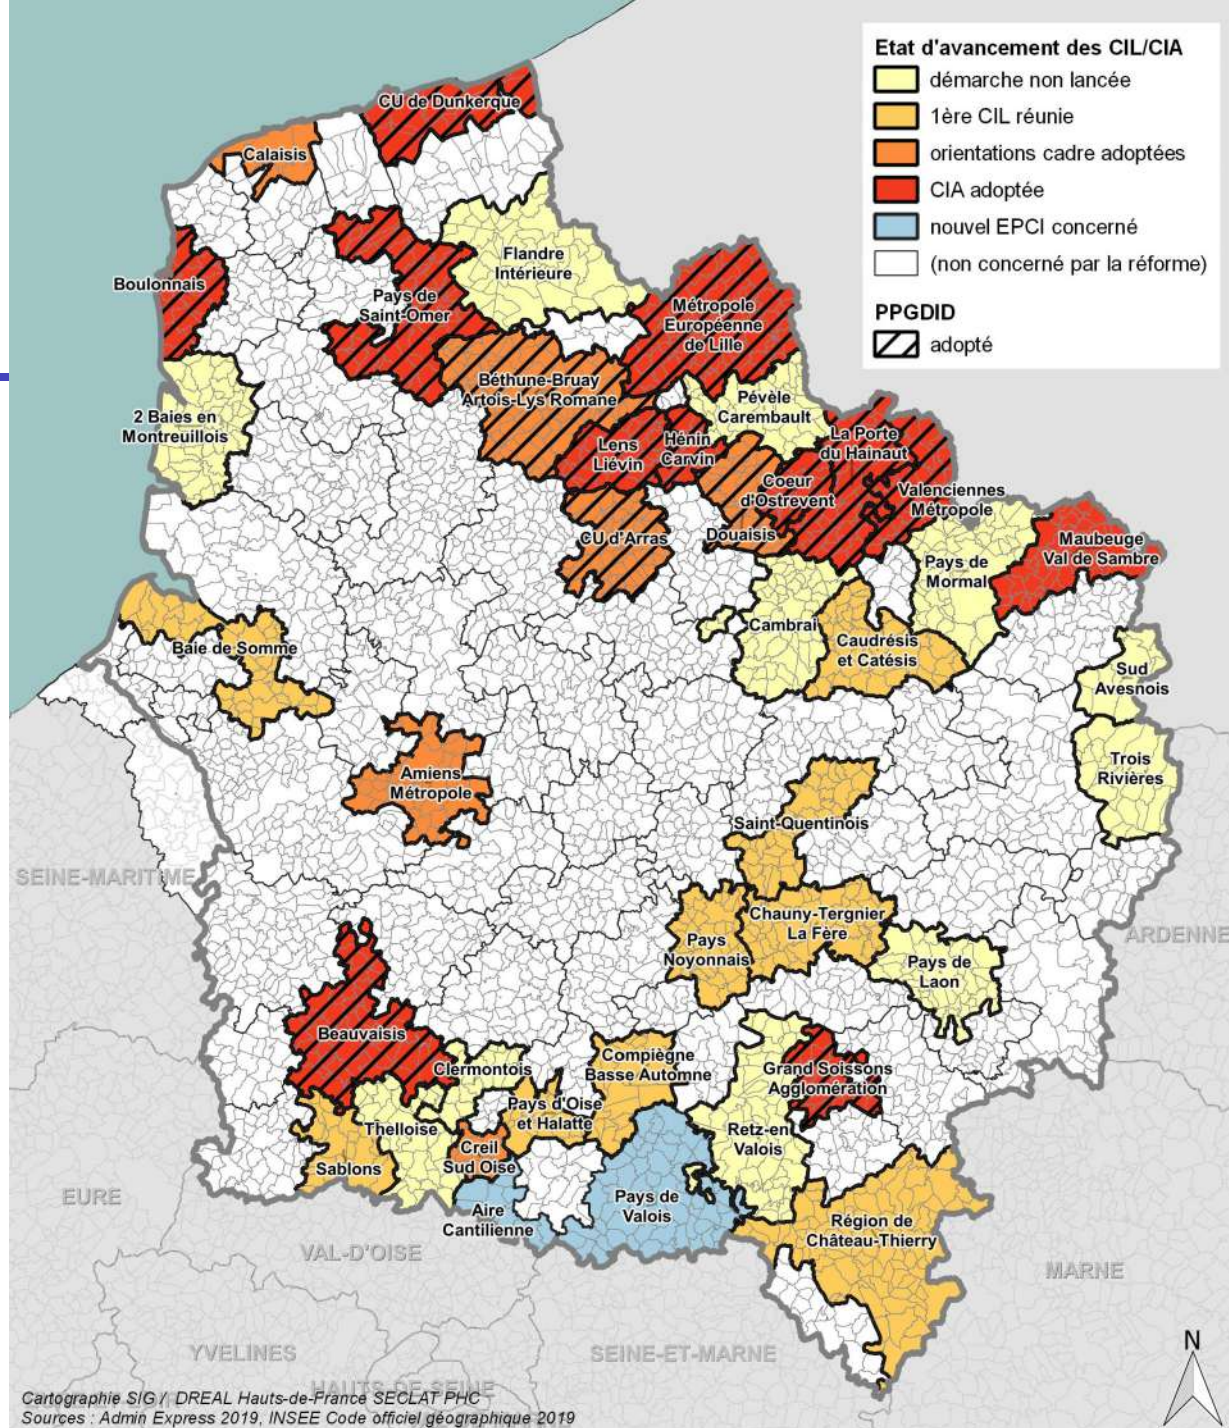 Etat d'avancement des CIL/CIA
démarche non lancée
1ère CIL réunie
orientations cadre adoptées
CIA adoptée
nouvel EPCI concerné
(non concerné par la réforme)
PPGDID
adopté
CU de Dunkerque
Calaisis
Flandre
Intérieure
Boulonnais
Pays de
Saint-Omer
Métropole
Européenne
de Lille
Béthune-Bruay
Artois-Lys Romane
2 Baies en
Montreuillois
Pévèle
Carembault
Lens
Liévin
Hénin
Carvin
La Porte
du Hainaut
Coeur
d'Ostrevent
Valenciennes
Métropole
CU d'Arras
Douaisis
Maubeuge
Val de Sambre
Pays de
Mormal
Cambrai
Caudrésis
et Catésis
Baie de Somme
Sud
Avesnois
Trois
Rivières
Amiens
Métropole
Saint-Quentinois
SEINE-MARITIME
Chauny-Tergnier
La Fère
Pays
Noyonnais
Pays de
Laon
ARDENNE
Beauvaisis
Clermontois
Compiègne
Basse Automne
Grand Soissons
Agglomération
Pays d'Oise
et Halatte
Thelloise
Retz-en
Valois
Creil
Sud Oise
Sablons
EURE
Aire
Cantilienne
Pays de
Valois
Région de
Château-Thierry
VAL-D'OISE
MARNE
YVELINES
SEINE-ET-MARNE
HAUTS-DE-SEINE
N
Cartographie SIG / DREAL Hauts-de-France SECLAT PHC
Sources : Admin Express 2019, INSEE Code officiel géographique 2019